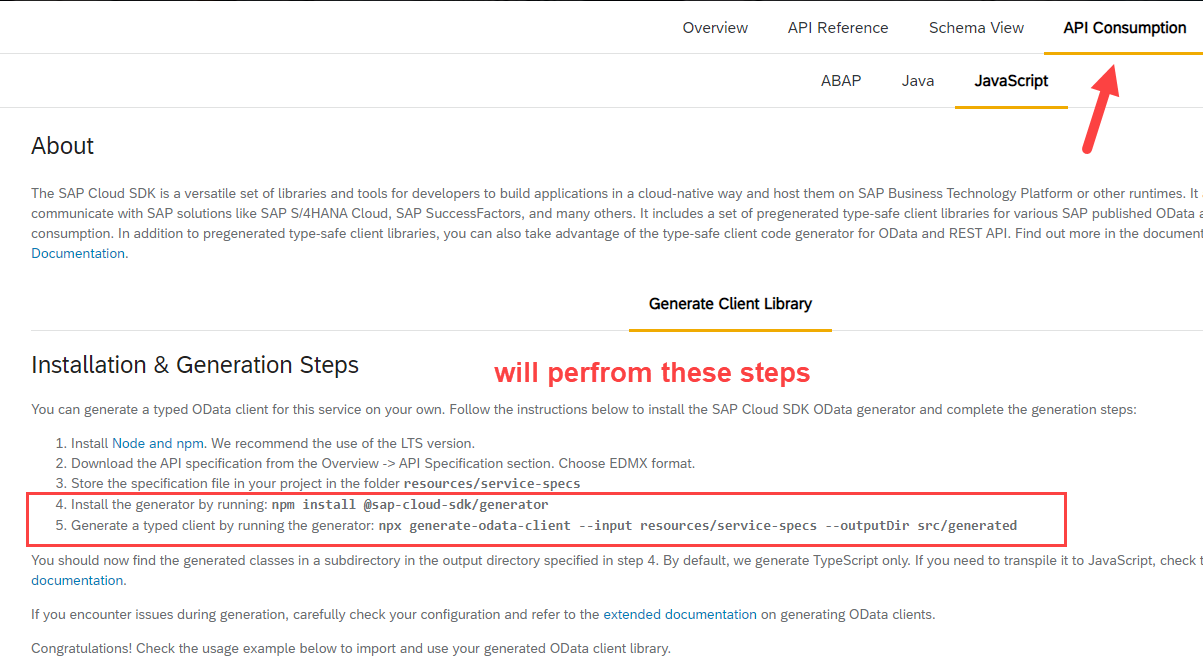 Overview API Reference Schema View API Consumption
ABAP Java JavaScript
About
The SAP Cloud SDK is a versatile set of libraries and tools for developers to build applications in a cloud-native way and host them on SAP Business Technology Platform or other runtimes. It
communicate with SAP solutions like SAP S/4HANA Cloud, SAP SuccessFactors, and many others. It includes a set of pregenerated type-safe client libraries for various SAP published OData
consumption. In addition to pregenerated type-safe client libraries, you can also take advantage of the type-safe client code generator for OData and REST API. Find out more in the document
Documentation.
Generate Client Library
Installation & Generation Steps
will perfrom these steps
You can generate a typed OData client for this service on your own. Follow the instructions below to install the SAP Cloud SDK OData generator and complete the generation steps:
1. Install Node and npm. We recommend the use of the LTS version.
2. Download the API specification from the Overview -> API Specification section. Choose EDMX format.
3. Store the specification file in your project in the folder resources/service-specs
4. Install the generator by running: npm install @sap-cloud-sdk/generator
5. Generate a typed client by running the generator: npx generate-odata-client --input resources/service-specs --outputDir src/generated
You should now find the generated classes in a subdirectory in the output directory specified in step 4. By default, we generate TypeScript only. If you need to transpile it to JavaScript, check
documentation.
If you encounter issues during generation, carefully check your configuration and refer to the extended documentation on generating OData clients.
Congratulations! Check the usage example below to import and use your generated OData client library.